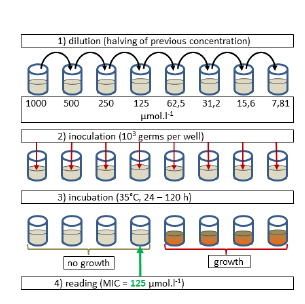 1) dilution (halving of previous concentration)
1000 500 250 125 62,5 31,2 15,6 7,81
µmol.l-1
2) inoculation (10³ germs per well)
3) incubation (35°C, 24 – 120 h)
no growth growth
4) reading (MIC = 125 µmol.l-1)